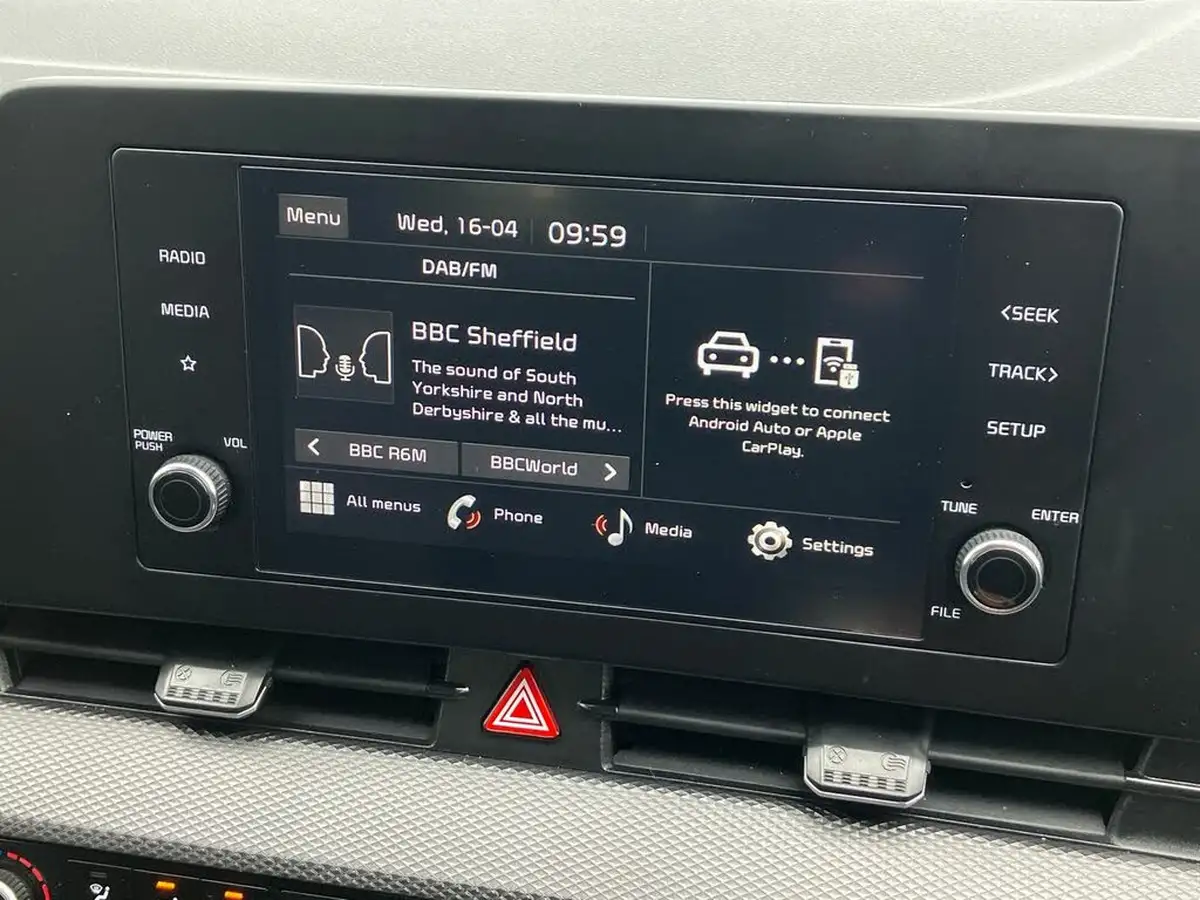 Menu
Wed, 16-04
09:59
DAB/FM
RADIO
MEDIA
POWER
PUSH
VOL
BBC Sheffield
The sound of South
Yorkshire and North
Derbyshire & all the mu...
< BBC R6M
BBCWorld >
Press this widget to connect
Android Auto or Apple
CarPlay.
All menus
Phone
Media
Settings
<SEEK
TRACK>
SETUP
TUNE
ENTER
FILE